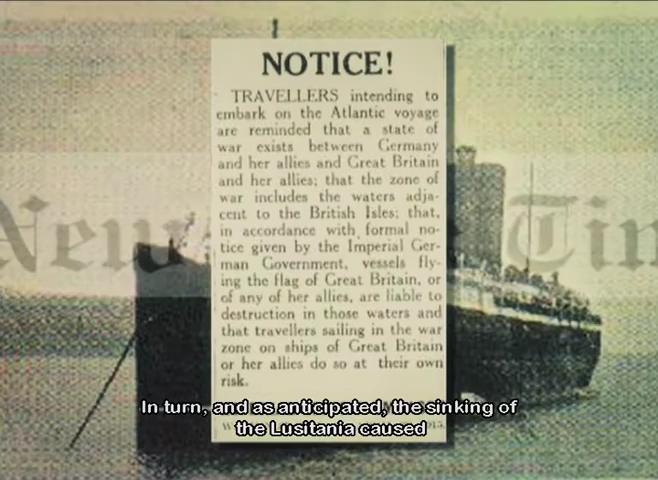 NOTICE!
TRAVELLERS intending to
embark on the Atlantic voyage
are reminded that a state of
war exists between Germany
and her allies and Great Britain
and her allies; that the zone of
war includes the waters adja-
cent to the British Isles; that,
in accordance with formal no-
tice given by the Imperial Ger-
man Government, vessels fly-
ing the flag of Great Britain, or
of any of her allies, are liable to
destruction in those waters and
that travellers sailing in the war
zone on ships of Great Britain
or her allies do so at their own
risk.
In turn, and as anticipated, the sinking of
the Lusitania caused